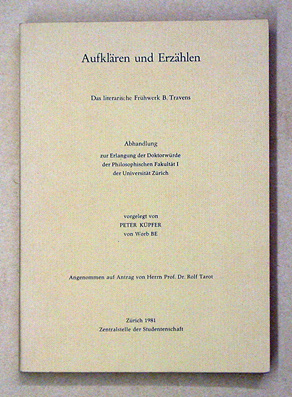 Aufklären und Erzählen
Das literarische Frühwerk B. Travens
Abhandlung
zur Erlangung der Doktorwürde
der Philosophischen Fakultät I
der Universität Zürich
vorgelegt von
PETER KÜPFER
von Worb BE
Angenommen auf Antrag von Herrn Prof. Dr. Rolf Tarot
Zürich 1981
Zentralstelle der Studentenschaft